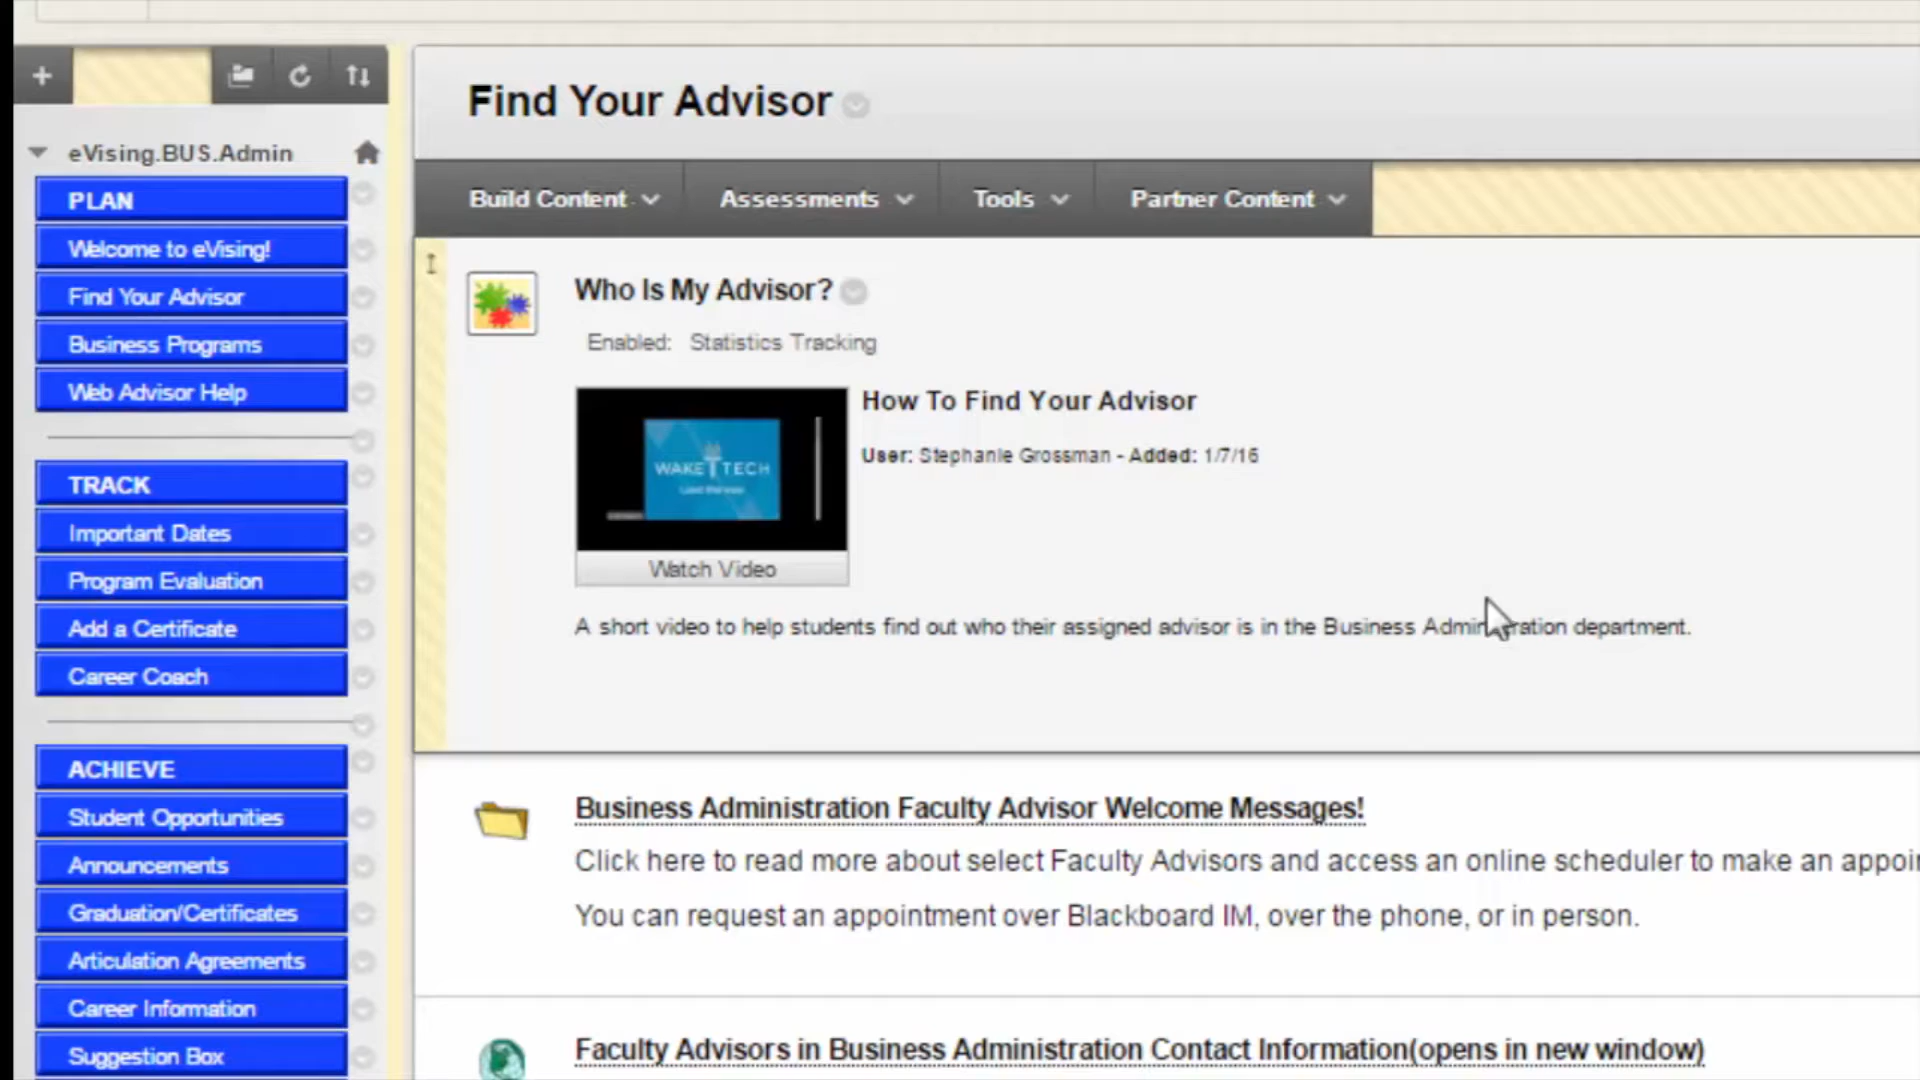 Find Your Advisor
eVising.BUS.Admin
PLAN
Welcome to eVising!
Find Your Advisor
Business Programs
Web Advisor Help
TRACK
Important Dates
Program Evaluation
Add a Certificate
Career Coach
ACHIEVE
Student Opportunities
Announcements
Graduation/Certificates
Articulation Agreements
Career Information
Suggestion Box
Build Content
Assessments
Tools
Partner Content
Who Is My Advisor?
Enabled: Statistics Tracking
WAKE TECH
How To Find Your Advisor
User: Stephanie Grossman - Added: 1/7/16
Watch Video
A short video to help students find out who their assigned advisor is in the Business Administration department.
Business Administration Faculty Advisor Welcome Messages!
Click here to read more about select Faculty Advisors and access an online scheduler to make an appoin
You can request an appointment over Blackboard IM, over the phone, or in person.
Faculty Advisors in Business Administration Contact Information(opens in new window)